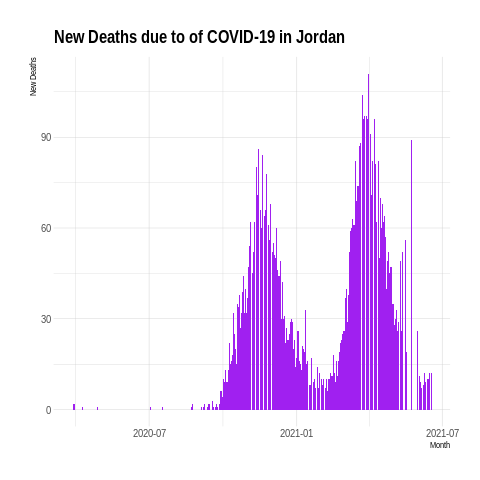 New Deaths due to of COVID-19 in Jordan
New Deaths
90
60
30
0
2020-07
2021-01
2021-07
Month